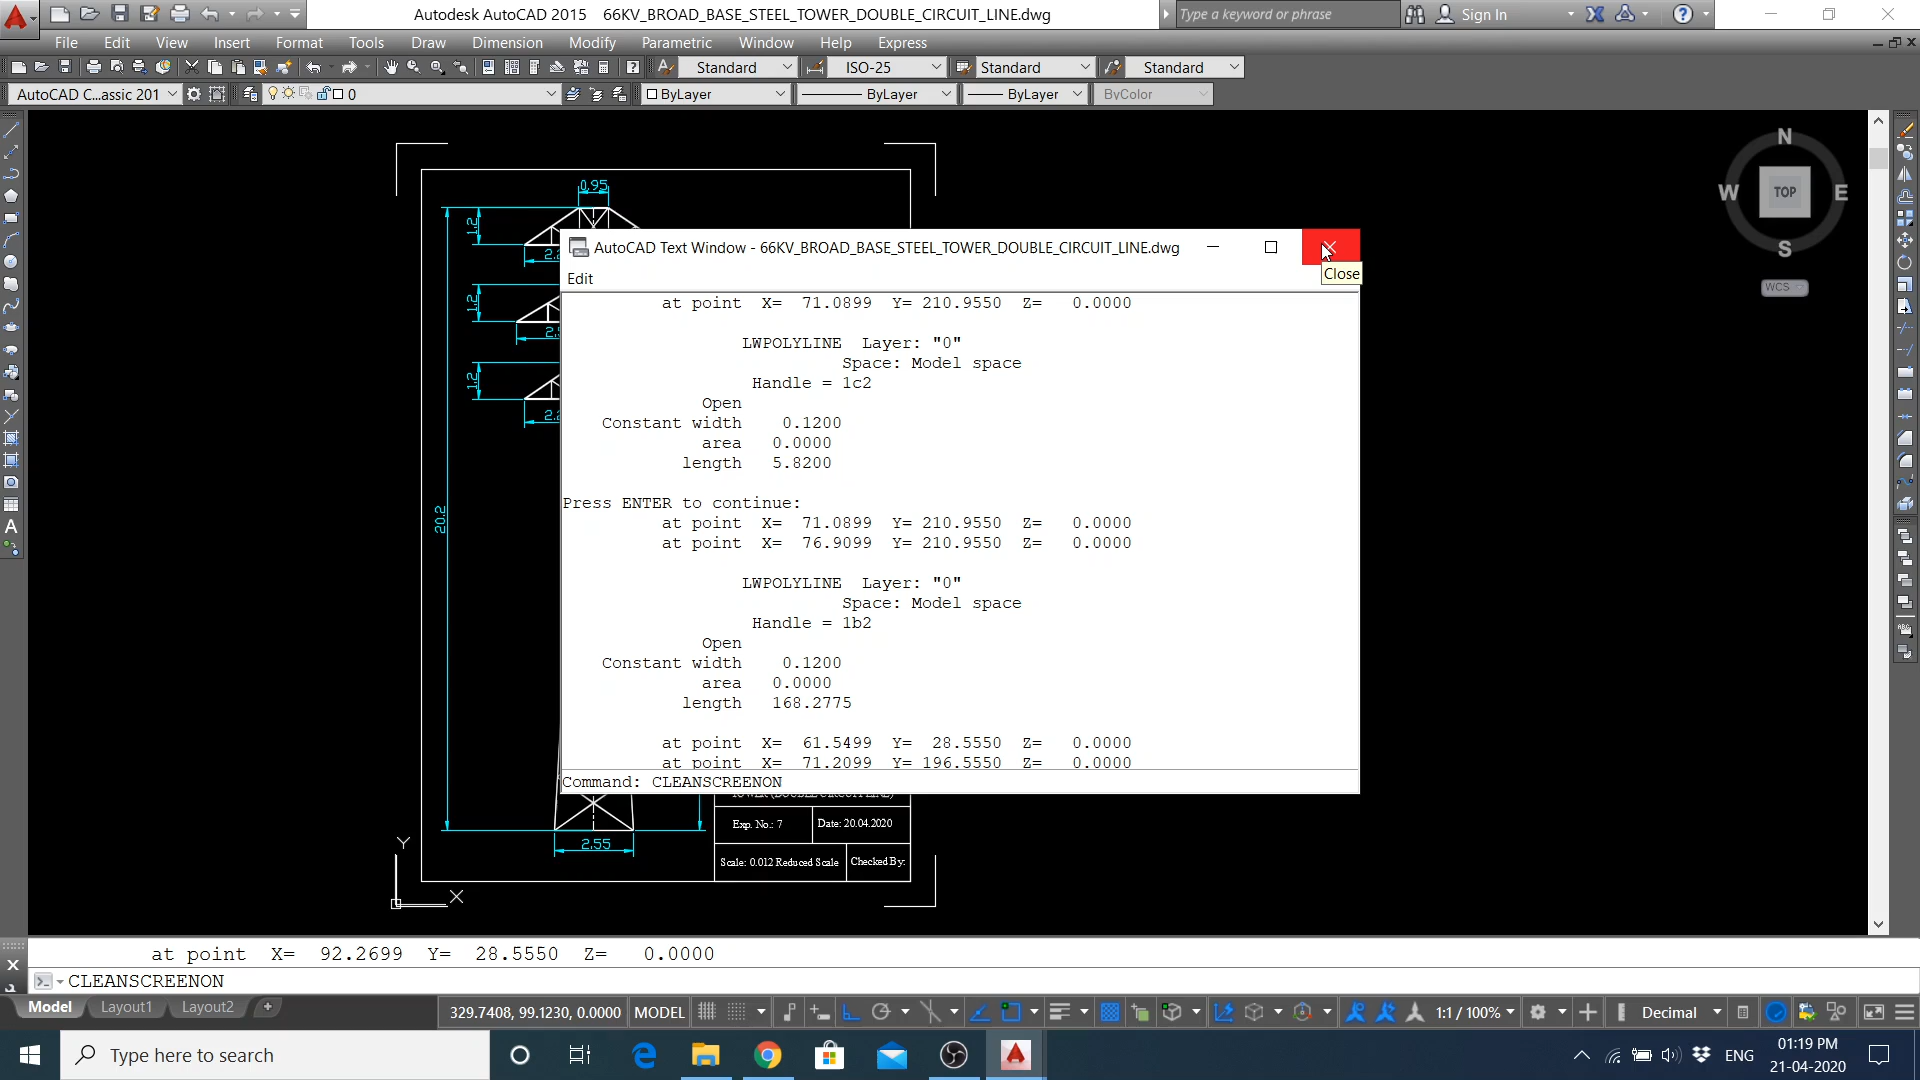 Autodesk AutoCAD 2015 66KV_BROAD_BASE_STEEL_TOWER_DOUBLE_CIRCUIT_LINE.dwg
Type a keyword or phrase
Sign In
File Edit View Insert Format Tools Draw Dimension Modify Parametric Window Help Express
Standard ISO-25 Standard Standard
AutoCAD C...assic 201 0 ByLayer ByLayer ByLayer ByColor
N
W TOP E
S
WCS
0,95
1,2
1,2
1,2
20,2
2,55
AutoCAD Text Window - 66KV_BROAD_BASE_STEEL_TOWER_DOUBLE_CIRCUIT_LINE.dwg
Close
Edit
at point X= 71.0899 Y= 210.9550 Z= 0.0000
LWPOLYLINE Layer: "0"
Space: Model space
Handle = 1c2
Open
Constant width 0.1200
area 0.0000
length 5.8200
Press ENTER to continue:
at point X= 71.0899 Y= 210.9550 Z= 0.0000
at point X= 76.9099 Y= 210.9550 Z= 0.0000
LWPOLYLINE Layer: "0"
Space: Model space
Handle = 1b2
Open
Constant width 0.1200
area 0.0000
length 168.2775
at point X= 61.5499 Y= 28.5550 Z= 0.0000
at point X= 71.2099 Y= 196.5550 Z= 0.0000
Command: CLEANSCREENON
Exp. No.: 7 Date: 20.04.2020
Scale: 0.012 Reduced Scale Checked By:
Y
X
at point X= 92.2699 Y= 28.5550 Z= 0.0000
CLEANSCREENON
Model Layout1 Layout2 +
329.7408, 99.1230, 0.0000 MODEL 1:1 / 100% Decimal
Type here to search
ENG
01:19 PM
21-04-2020